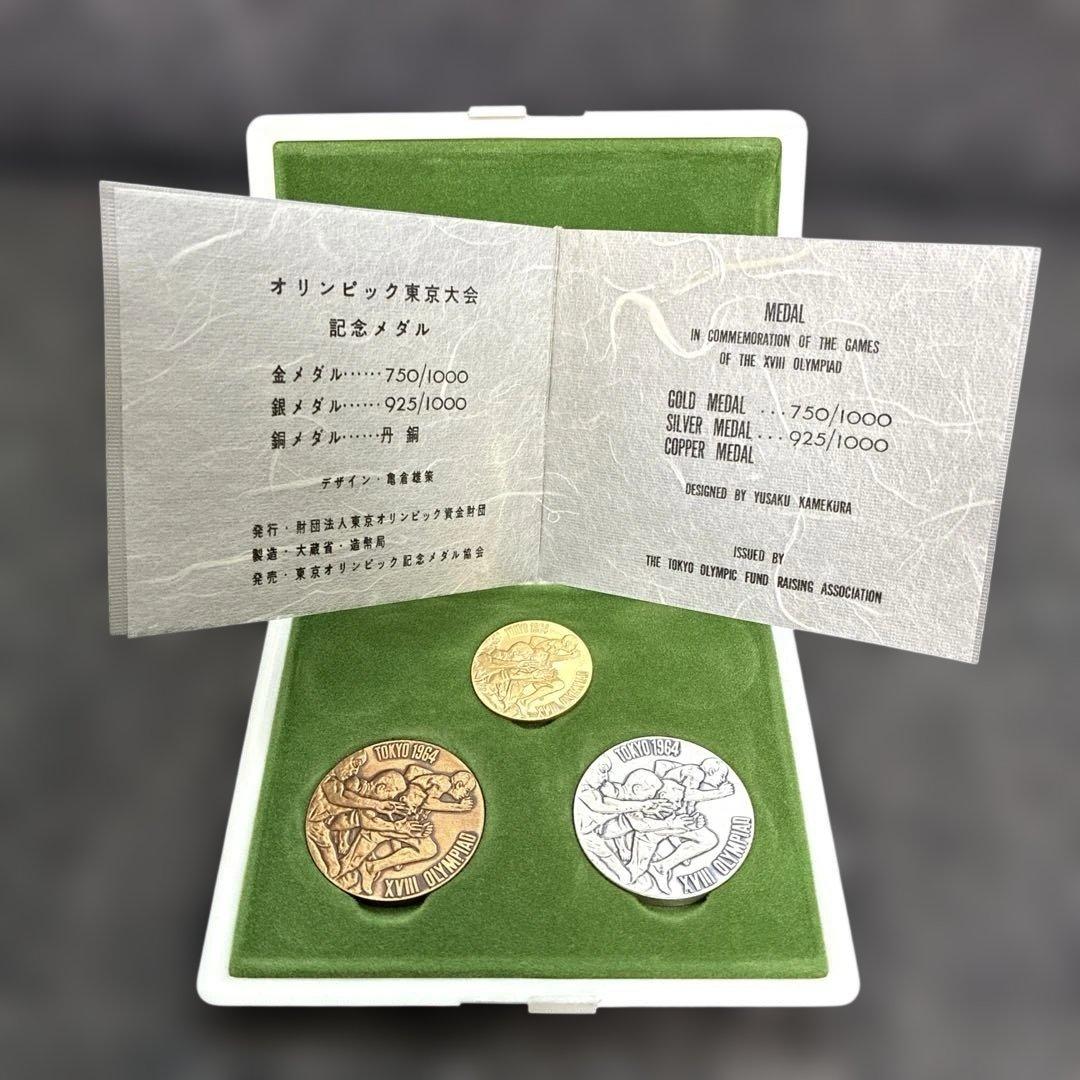 オリンピック東京大会
記念メダル
金メダル……750/1000
銀メダル……925/1000
銅メダル……丹銅
デザイン・亀倉雄策
発行・財団法人東京オリンピック資金財団
製造・大蔵省・造幣局
発売・東京オリンピック記念メダル協会
MEDAL
IN COMMEMORATION OF THE GAMES
OF THE XVIII OLYMPIAD
GOLD MEDAL ...750/1000
SILVER MEDAL...925/1000
COPPER MEDAL
DESIGNED BY YUSAKU KAMEKURA
ISSUED BY
THE TOKYO OLYMPIC FUND RAISING ASSOCIATION
TOKYO 1964
XVIII OLYMPIAD
TOKYO 1964
XVIII OLYMPIAD
TOKYO 1964
XVIII OLYMPIAD